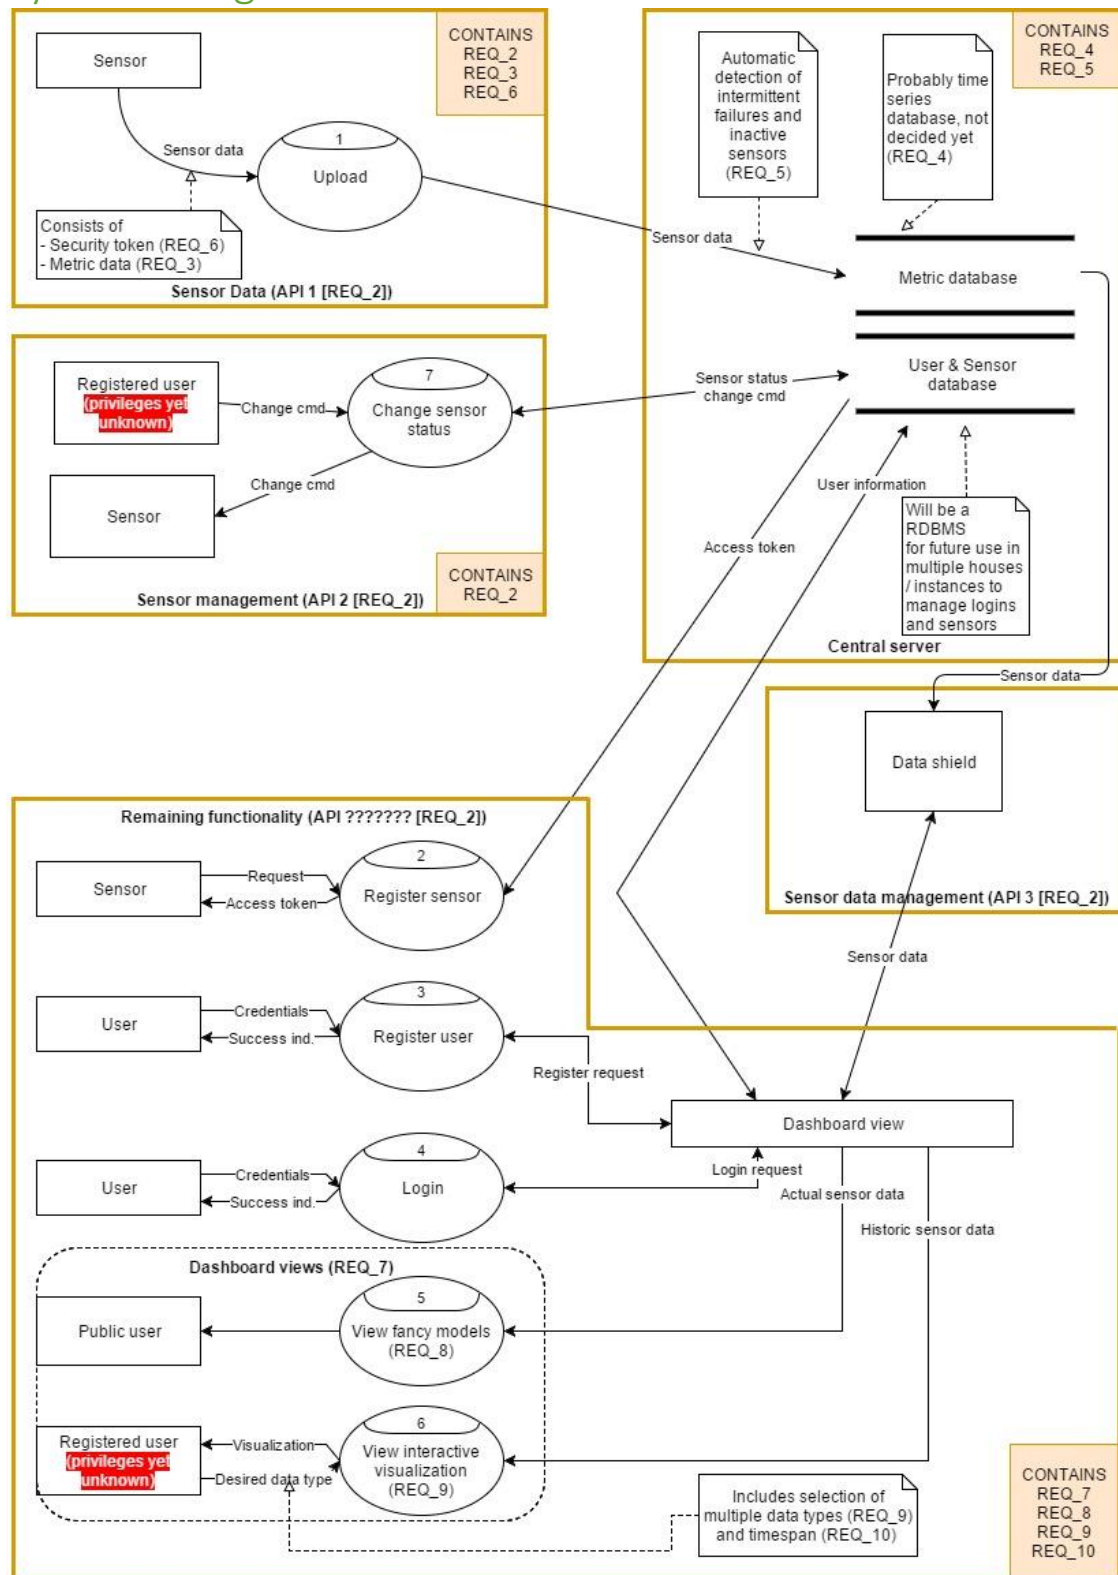 CONTAINS
REQ_2
REQ_3
REQ_6
Sensor
Sensor data
1
Upload
Consists of
- Security token (REQ_6)
- Metric data (REQ_3)
Sensor Data (API 1 [REQ_2])
CONTAINS
REQ_4
REQ_5
Automatic
detection of
intermittent
failures and
inactive
sensors
(REQ_5)
Probably time
series
database, not
decided yet
(REQ_4)
Sensor data
Metric database
User & Sensor
database
Sensor status
change cmd
User information
Access token
Will be a
RDBMS
for future use in
multiple houses
/ instances to
manage logins
and sensors
Central server
Registered user
(privileges yet
unknown)
Change cmd
7
Change sensor
status
Change cmd
Sensor
Sensor management (API 2 [REQ_2])
CONTAINS
REQ_2
Sensor data
Data shield
Sensor data management (API 3 [REQ_2])
Sensor data
Remaining functionality (API ??????? [REQ_2])
Sensor
Request
Access token
2
Register sensor
User
Credentials
Success ind.
3
Register user
Register request
Dashboard view
User
Credentials
Success ind.
4
Login
Login request
Actual sensor data
Historic sensor data
Dashboard views (REQ_7)
Public user
5
View fancy models
(REQ_8)
Registered user
(privileges yet
unknown)
Visualization
Desired data type
6
View interactive
visualization
(REQ_9)
Includes selection of
multiple data types (REQ_9)
and timespan (REQ_10)
CONTAINS
REQ_7
REQ_8
REQ_9
REQ_10